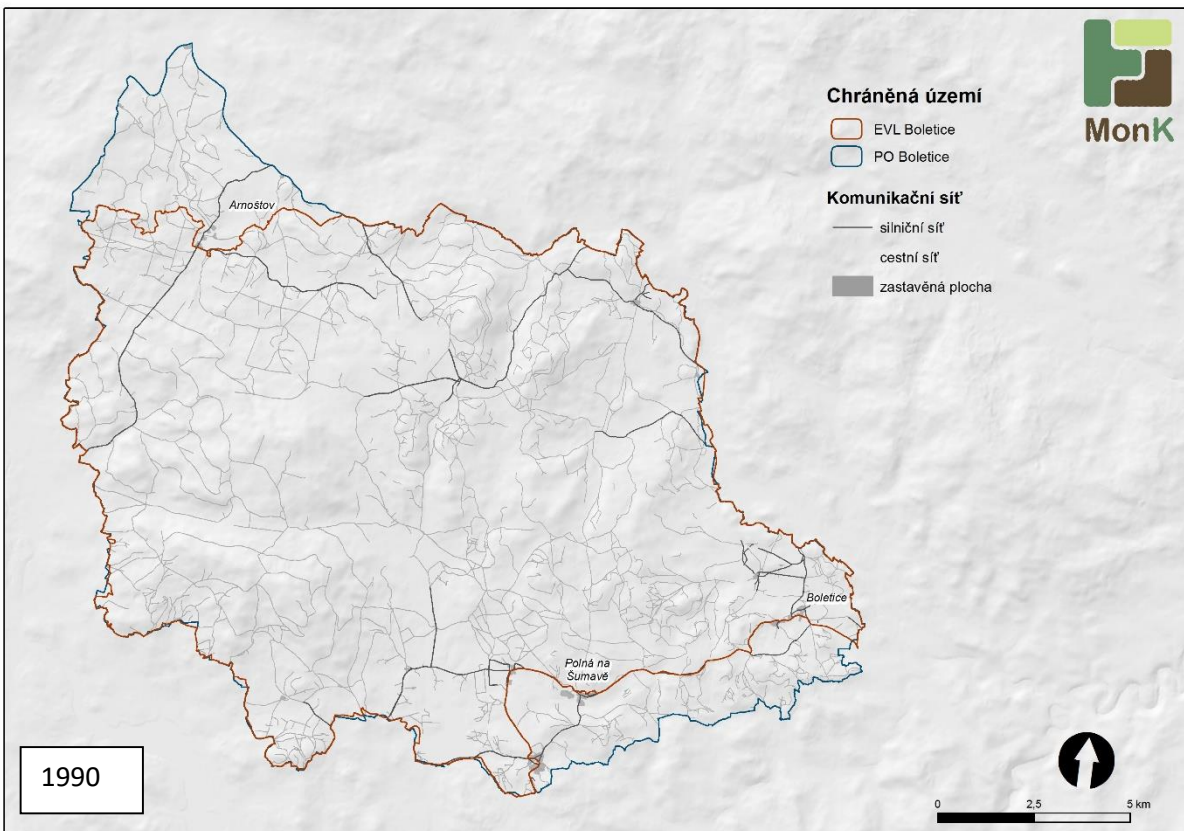 MonK
Chráněná území
EVL Boletice
PO Boletice
Komunikační síť
silniční síť
cestní síť
zastavěná plocha
Arnoštov
Boletice
Polná na
Šumavě
1990
0 2,5 5 km